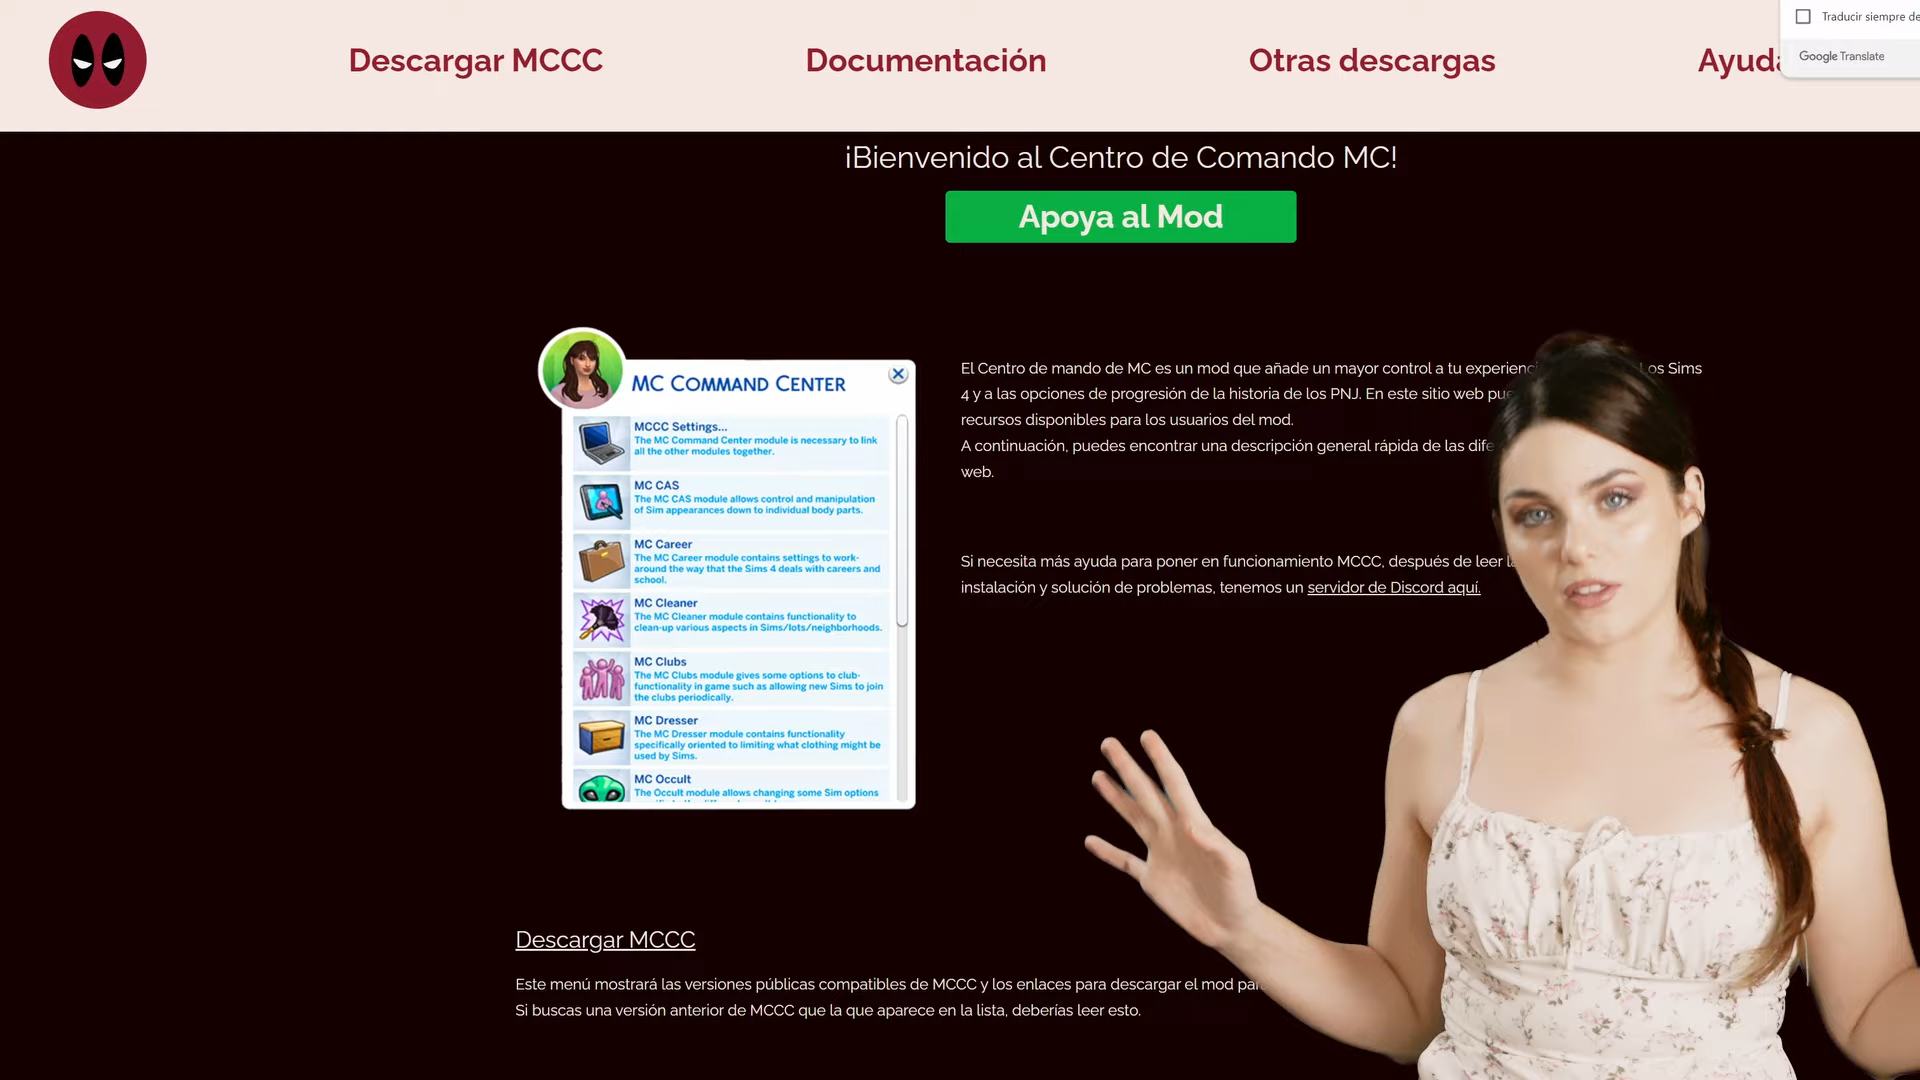 Traducir siempre de
Google Translate
Descargar MCCC
Documentación
Otras descargas
Ayuda
¡Bienvenido al Centro de Comando MC!
Apoya al Mod
MC COMMAND CENTER
MCCC Settings...
The MC Command Center module is necessary to link
all the other modules together.
MC CAS
The MC CAS module allows control and manipulation
of Sim appearances down to individual body parts.
MC Career
The MC Career module contains settings to work-
around the way that the Sims 4 deals with careers and
school.
MC Cleaner
The MC Cleaner module contains functionality to
clean-up various aspects in Sims/lots/neighborhoods.
MC Clubs
The MC Clubs module gives some options to club-
functionality in game such as allowing new Sims to join
the clubs periodically.
MC Dresser
The MC Dresser module contains functionality
specifically oriented to limiting what clothing might be
used by Sims.
MC Occult
The Occult module allows changing some Sim options
El Centro de mando de MC es un mod que añade un mayor control a tu experienc Los Sims
4 y a las opciones de progresión de la historia de los PNJ. En este sitio web pue
recursos disponibles para los usuarios del mod.
A continuación, puedes encontrar una descripción general rápida de las dife
web.
Si necesita más ayuda para poner en funcionamiento MCCC, después de leer l
instalación y solución de problemas, tenemos un servidor de Discord aquí.
Descargar MCCC
Este menú mostrará las versiones públicas compatibles de MCCC y los enlaces para descargar el mod par
Si buscas una versión anterior de MCCC que la que aparece en la lista, deberías leer esto.